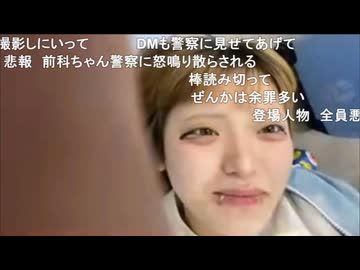 撮影しにいって
DMも警察に見せてあげて
悲報 前科ちゃん警察に怒鳴り散らされる
棒読み切って
ぜんかは余罪多い
登場人物 全員悪